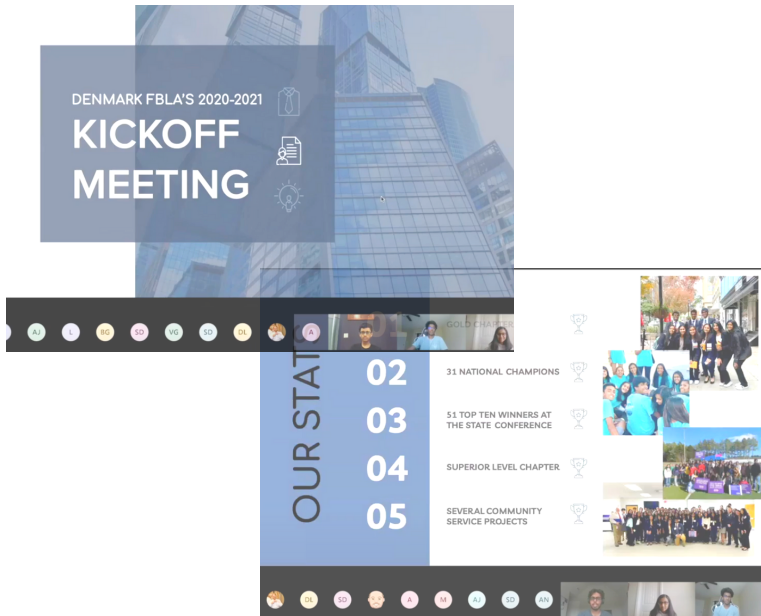 DENMARK FBLA'S 2020-2021
KICKOFF
MEETING
AJ
L
BG
SD
VG
SD
DL
A
OUR STATS
01
GOLD CHAPTER
02
31 NATIONAL CHAMPIONS
03
51 TOP TEN WINNERS AT
THE STATE CONFERENCE
04
SUPERIOR LEVEL CHAPTER
05
SEVERAL COMMUNITY
SERVICE PROJECTS
DL
SD
A
M
AJ
SD
AN